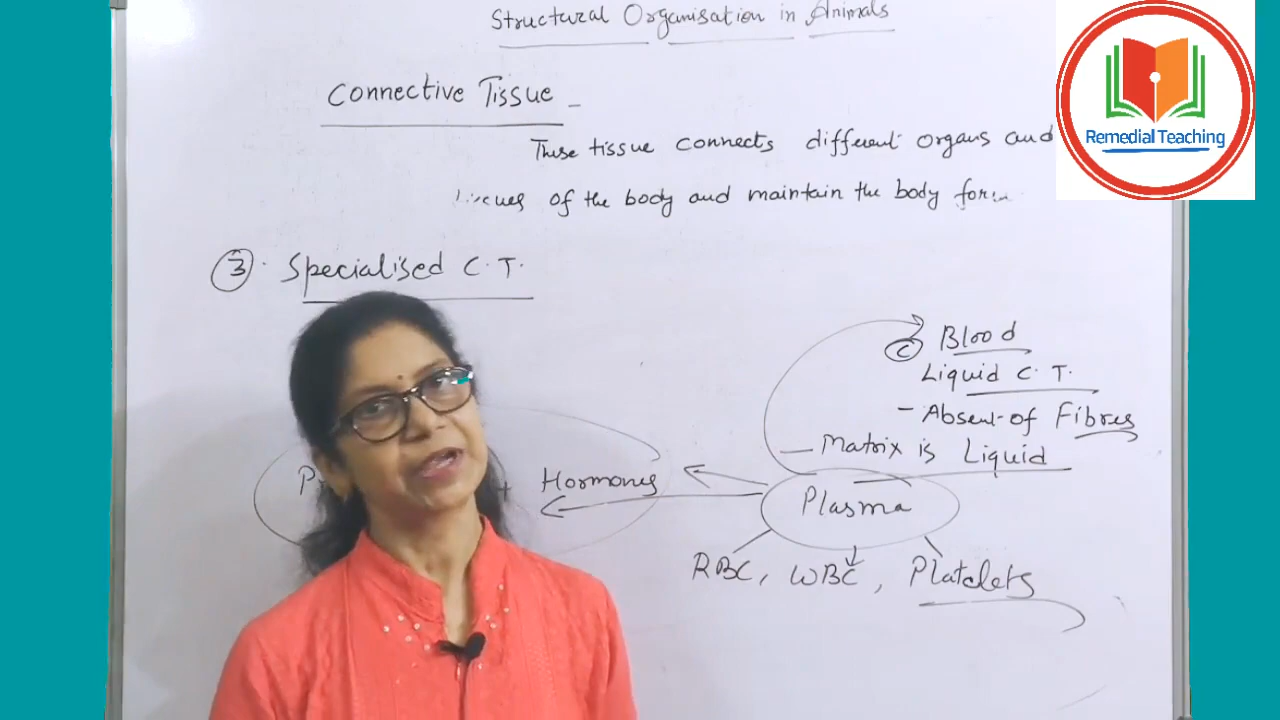 Structural Organisation in Animals
Connective Tissue -
These tissue connects different organs and
of the body and maintain the body form
3. Specialised C.T.
C Blood
Liquid C.T.
- Absent of Fibres
— Matrix is Liquid
+ Hormones
Plasma
RBC, WBC, Platelets
Remedial Teaching